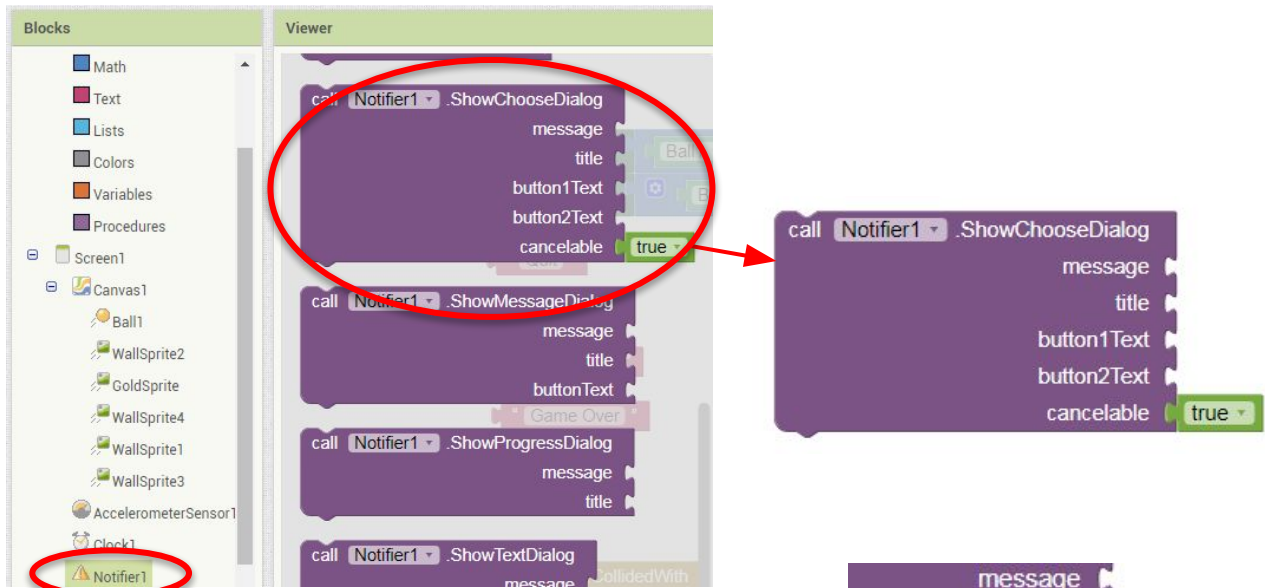 Blocks
Math
Text
Lists
Colors
Variables
Procedures
Screen1
Canvas1
Ball1
WallSprite2
GoldSprite
WallSprite4
WallSprite1
WallSprite3
AccelerometerSensor1
Clock1
Notifier1
Viewer
call Notifier1 .ShowChooseDialog
message
title
Ball
button1Text
B
button2Text
cancelable true
Quit
call Notifier1 .ShowMessageDialog
message
title
buttonText
" Game Over "
call Notifier1 .ShowProgressDialog
message
title
call Notifier1 .ShowTextDialog
message
CollidedWith
call Notifier1 .ShowChooseDialog
message
title
button1Text
button2Text
cancelable true
message